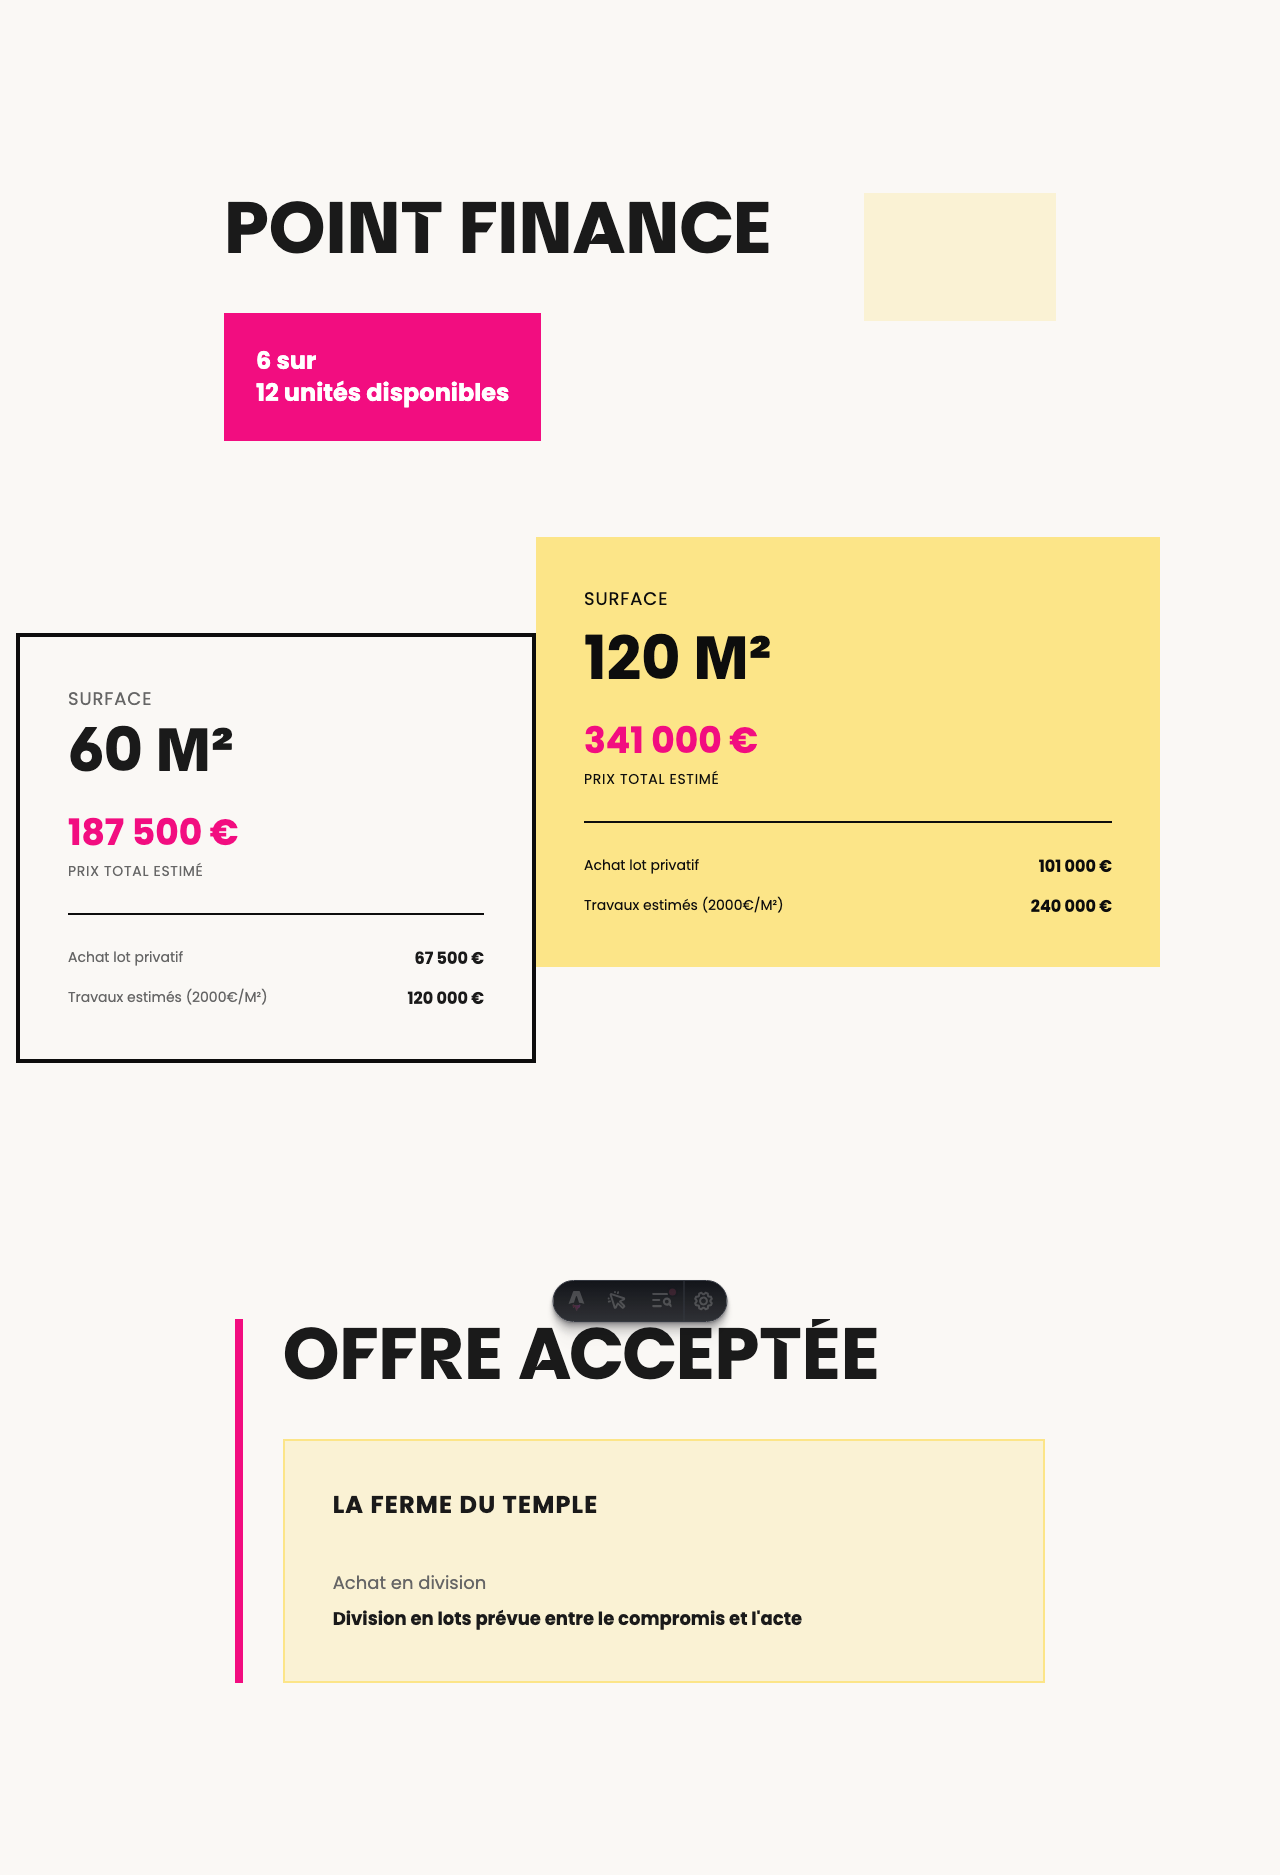 POINT FINANCE
6 sur
12 unités disponibles
SURFACE
60 M²
187 500 €
PRIX TOTAL ESTIMÉ
Achat lot privatif 67 500 €
Travaux estimés (2000€/M²) 120 000 €
SURFACE
120 M²
341 000 €
PRIX TOTAL ESTIMÉ
Achat lot privatif 101 000 €
Travaux estimés (2000€/M²) 240 000 €
OFFRE ACCEPTÉE
LA FERME DU TEMPLE
Achat en division
Division en lots prévue entre le compromis et l'acte